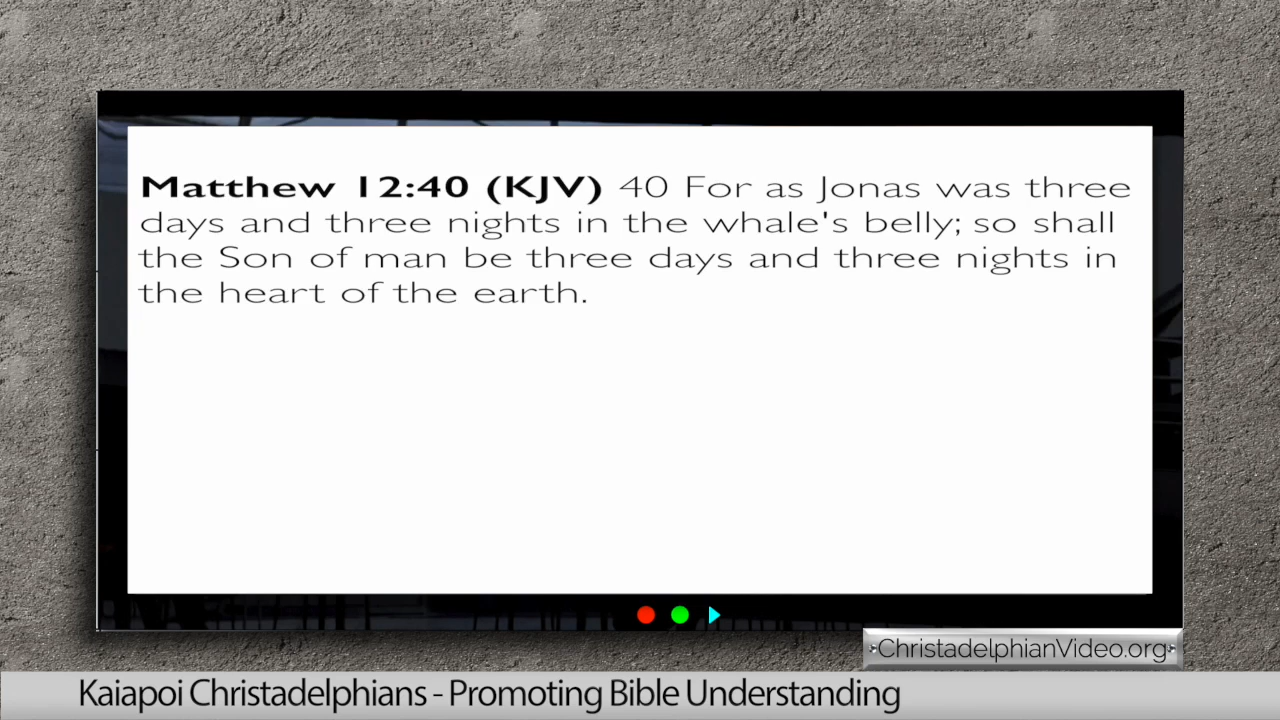 Matthew 12:40 (KJV) 40 For as Jonas was three
days and three nights in the whale's belly; so shall
the Son of man be three days and three nights in
the heart of the earth.
ChristadelphianVideo.org
Kaiapoi Christadelphians - Promoting Bible Understanding